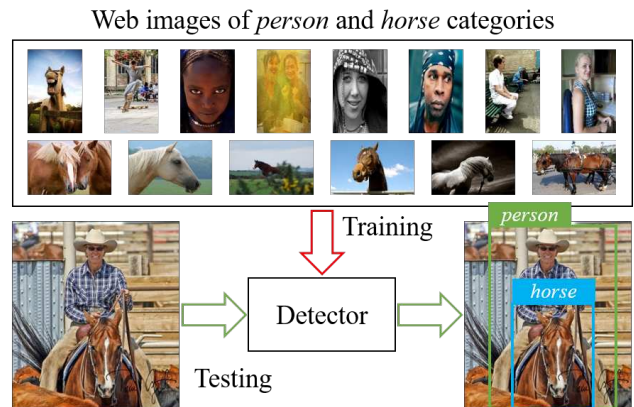 Web images of person and horse categories
Training
person
horse
Detector
Testing